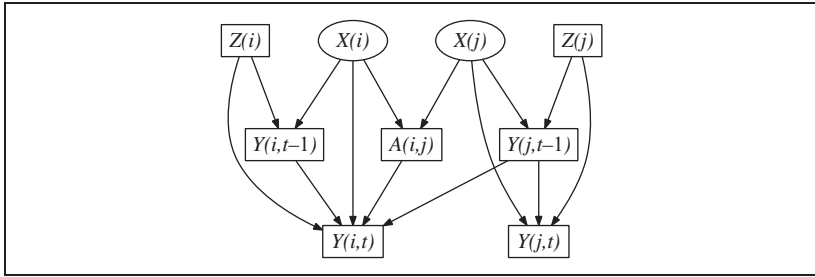 Z(i) X(i) X(j) Z(j)
Y(i,t–1) A(i,j) Y(j,t–1)
Y(i,t) Y(j,t)